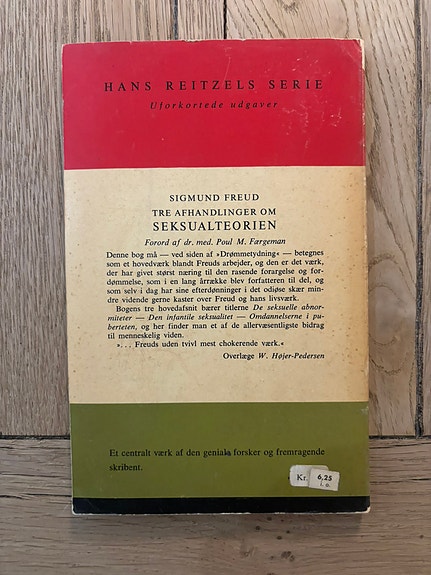 HANS REITZELS SERIE
Uforkortede udgaver
SIGMUND FREUD
TRE AFHANDLINGER OM
SEKSUALTEORIEN
Forord af dr. med. Poul M. Færgeman
Denne bog må — ved siden af »Drømmetydning« — betegnes
som et hovedværk blandt Freuds arbejder, og den er det værk,
der har givet størst næring til den rasende forargelse og for-
dømmelse, som i en lang årrække blev forfatteren til del, og
som selv i dag har sine efterdønninger i det odiøse skær min-
dre vidende gerne kaster over Freud og hans livsværk.
Bogens tre hovedafsnit bærer titlerne De seksuelle abnor-
miteter — Den infantile seksualitet — Omdannelserne i pu-
berteten, og her finder man et af de allervæsentligste bidrag
til menneskelig viden.
»... Freuds uden tvivl mest chokerende værk.«
Overlæge W. Højer-Pedersen
Et centralt værk af den geniale forsker og fremragende
skribent.
Kr. 6,25
i. o.